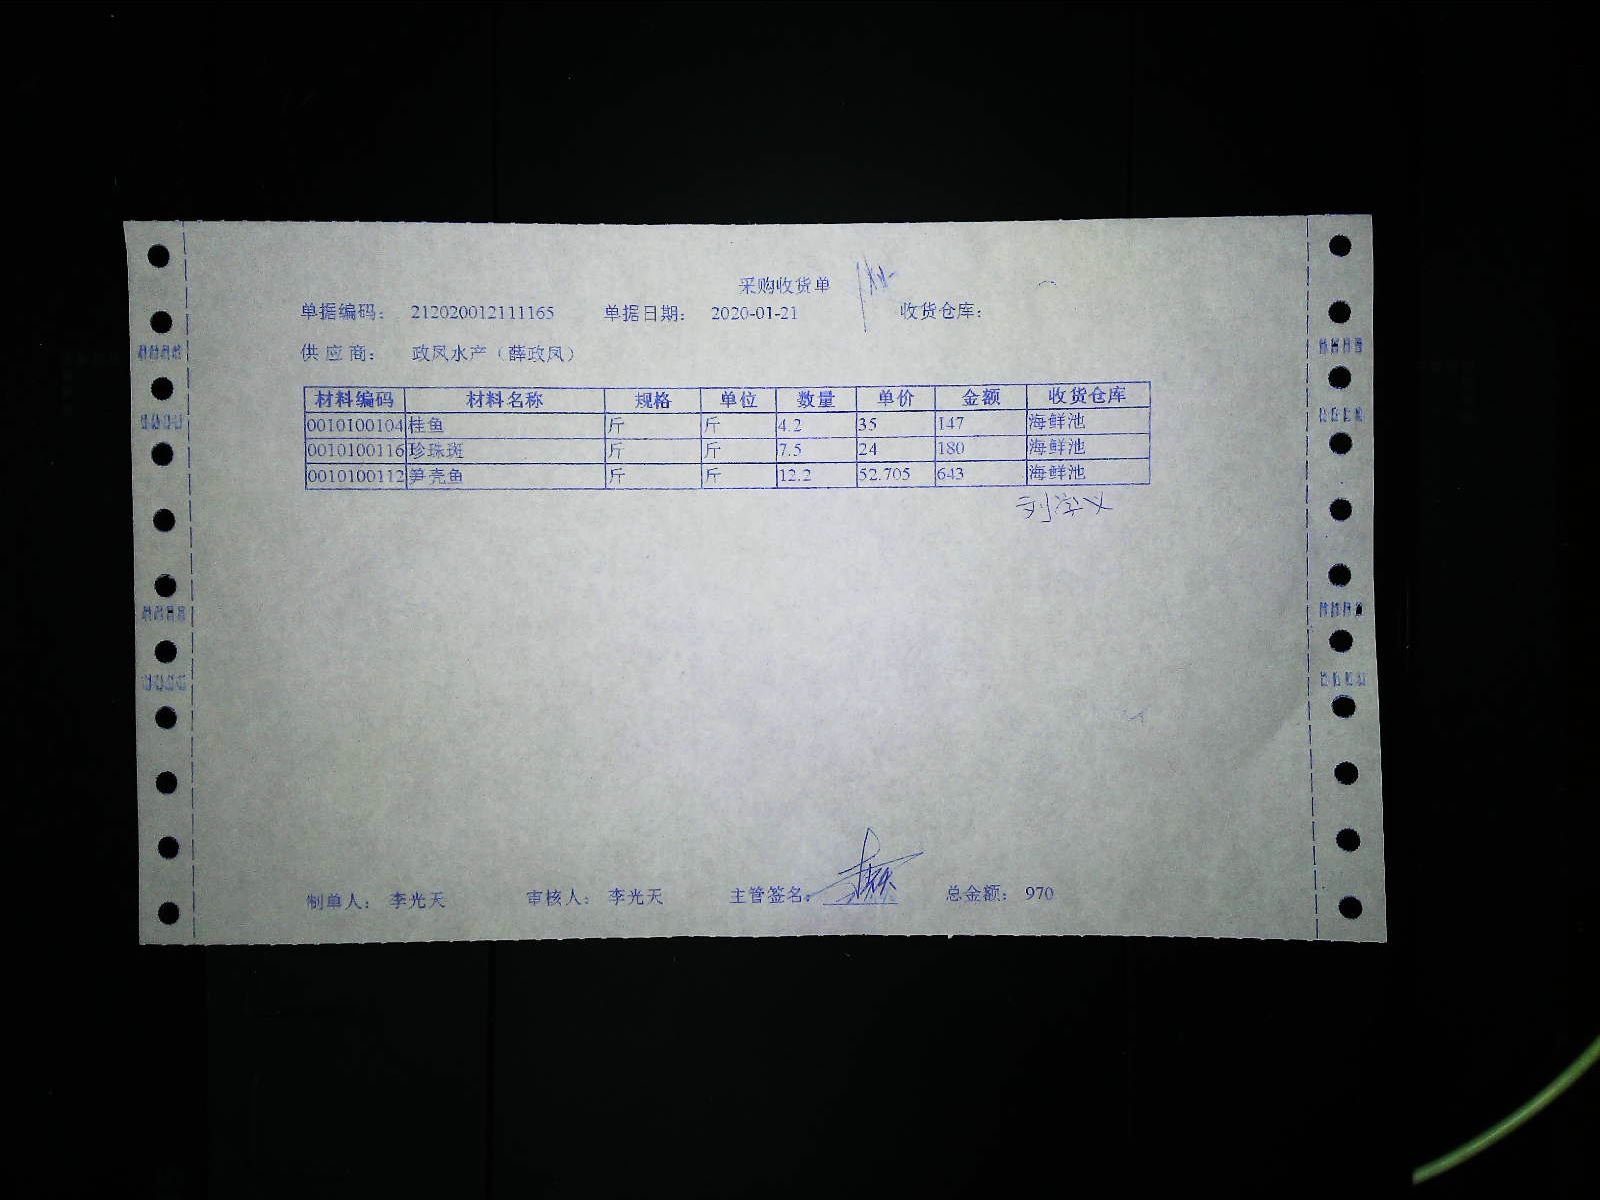 采购收货单
单据编码： 212020012111165 单据日期： 2020-01-21 收货仓库：
供 应 商： 政凤水产（薛政凤）
材料编码 材料名称 规格 单位 数量 单价 金额 收货仓库
0010100104 桂鱼 斤 斤 4.2 35 147 海鲜池
0010100116 珍珠斑 斤 斤 7.5 24 180 海鲜池
0010100112 笋壳鱼 斤 斤 12.2 52.705 643 海鲜池
制单人： 李光天 审核人： 李光天 主管签名： 总金额： 970